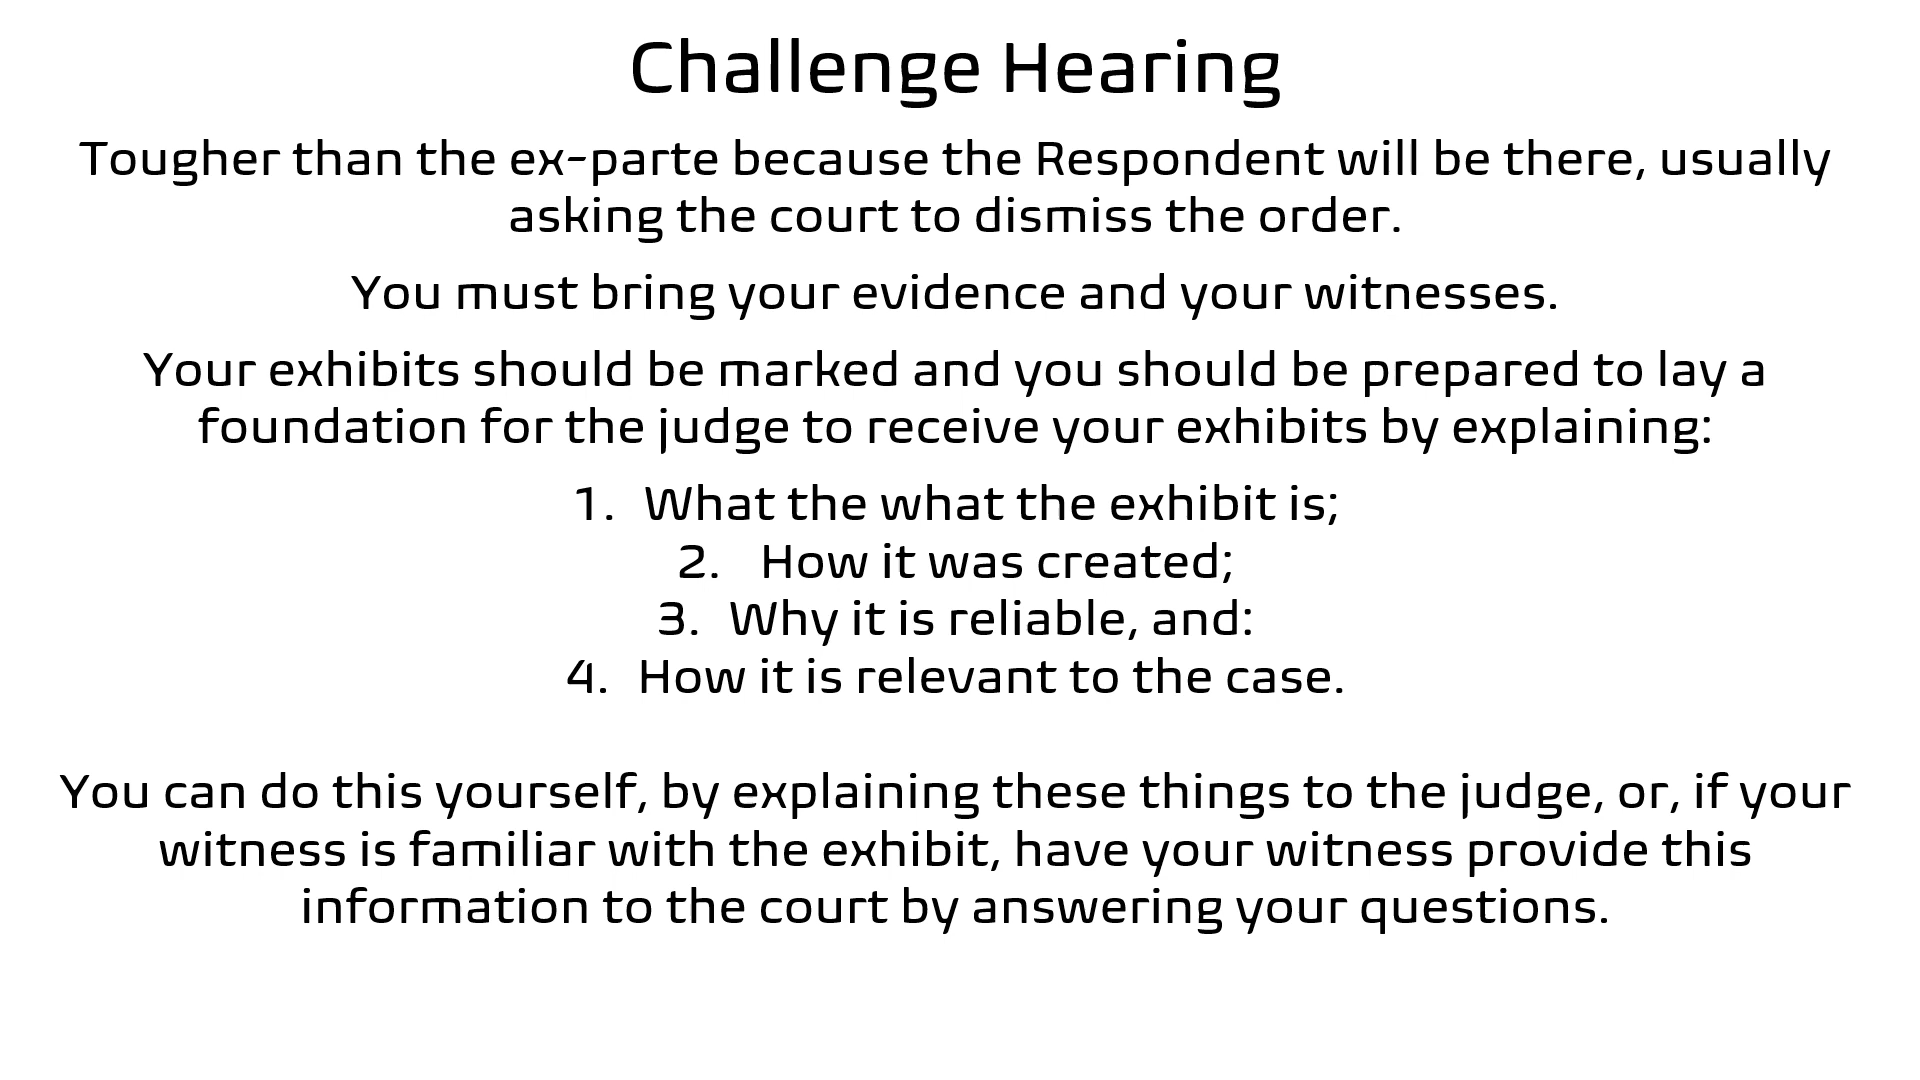 Challenge Hearing
Tougher than the ex-parte because the Respondent will be there, usually
asking the court to dismiss the order.
You must bring your evidence and your witnesses.
Your exhibits should be marked and you should be prepared to lay a
foundation for the judge to receive your exhibits by explaining:
1. What the what the exhibit is;
2. How it was created;
3. Why it is reliable, and:
4. How it is relevant to the case.
You can do this yourself, by explaining these things to the judge, or, if your
witness is familiar with the exhibit, have your witness provide this
information to the court by answering your questions.